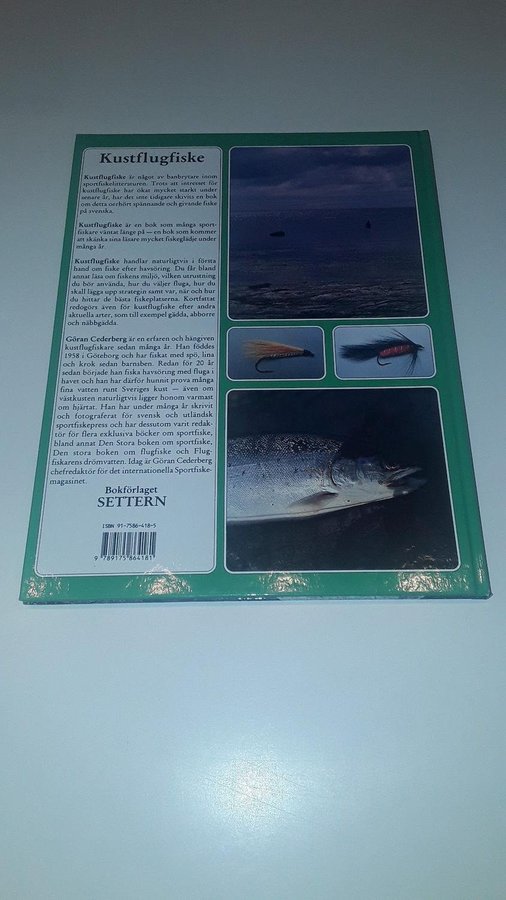 Kustflugfiske
Kustflugfiske är något av banbrytare inom
sportfiskelitteraturen. Trots att intresset för
kustflugfiske har ökat mycket starkt under
senare år, har det inte tidigare skrivits en bok
om detta oerhört spännande och givande fiske
på svenska.
Kustflugfiske är en bok som många sport-
fiskare väntat länge på — en bok som kommer
att skänka sina läsare mycket fiskeglädje under
många år.
Kustflugfiske handlar naturligtvis i första
hand om fiske efter havsöring. Du får bland
annat läsa om fiskens miljö, vilken utrustning
du bör använda, hur du väljer fluga, hur du
skall lägga upp strategin samt var, när och hur
du hittar de bästa fiskeplatserna. Kortfattat
redogörs även för kustflugfiske efter andra
aktuella arter, som till exempel gädda, abborre
och näbbgädda.
Göran Cederberg är en erfaren och hängiven
kustflugfiskare sedan många år. Han föddes
1958 i Göteborg och har fiskat med spö, lina
och krok sedan barnsben. Redan för 20 år
sedan började han fiska havsöring med fluga i
havet och han har därför hunnit prova många
fina vatten runt Sveriges kust — även om
västkusten naturligtvis ligger honom varmast
om hjärtat. Han har under många år skrivit
och fotograferat för svensk och utländsk
sportfiskepress och har dessutom varit redak-
tör för flera exklusiva böcker om sportfiske,
bland annat Den Stora boken om sportfiske,
Den stora boken om flugfiske och Flug-
fiskarens drömvatten. Idag är Göran Cederberg
chefredaktör för det internationella Sportfiske-
magasinet.
Bokförlaget
SETTERN
ISBN 91-7586-418-5
9 789175 864181